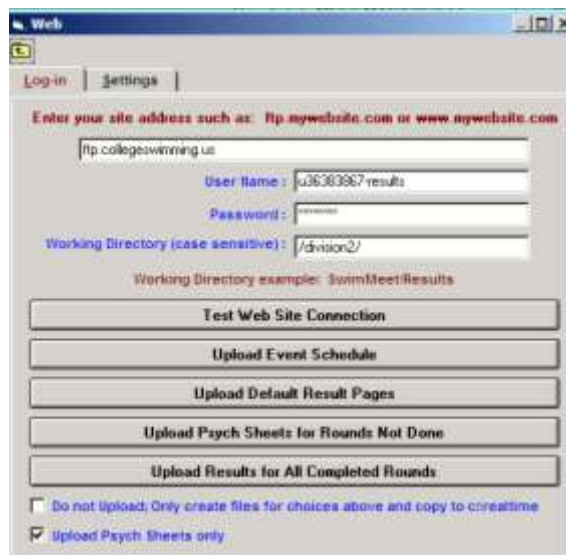 Web
Log-in Settings
Enter your site address such as: ftp.mywebsite.com or www.mywebsite.com
ftp.collegeswimming.us
User Name : u36383867-results
Password : ********
Working Directory (case sensitive) : /division2/
Working Directory example: SwimMeet/Results
Test Web Site Connection
Upload Event Schedule
Upload Default Result Pages
Upload Psych Sheets for Rounds Not Done
Upload Results for All Completed Rounds
Do not Upload; Only create files for choices above and copy to c:realtime
Upload Psych Sheets only